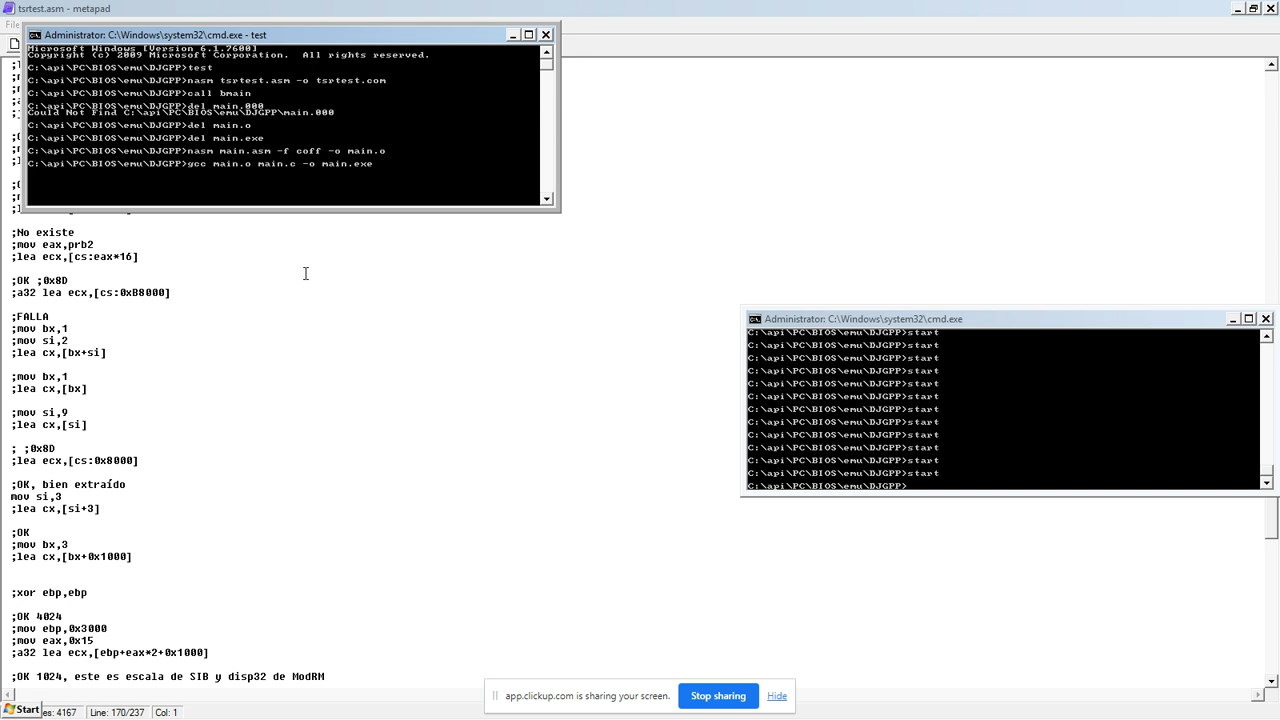 tsrtest.asm - metapad
File
Administrator: C:\Windows\system32\cmd.exe - test
Microsoft Windows [Version 6.1.7600]
Copyright (c) 2009 Microsoft Corporation.  All rights reserved.
C:\api\PC\BIOS\emu\DJGPP>test
C:\api\PC\BIOS\emu\DJGPP>nasm tsrtest.asm -o tsrtest.com
C:\api\PC\BIOS\emu\DJGPP>call bmain
C:\api\PC\BIOS\emu\DJGPP>del main.000
Could Not Find C:\api\PC\BIOS\emu\DJGPP\main.000
C:\api\PC\BIOS\emu\DJGPP>del main.o
C:\api\PC\BIOS\emu\DJGPP>del main.exe
C:\api\PC\BIOS\emu\DJGPP>nasm main.asm -f coff -o main.o
C:\api\PC\BIOS\emu\DJGPP>gcc main.o main.c -o main.exe
;No existe
;mov eax,prb2
;lea ecx,[cs:eax*16]
;OK ;0x8D
;a32 lea ecx,[cs:0xB8000]
;FALLA
;mov bx,1
;mov si,2
;lea cx,[bx+si]
;mov bx,1
;lea cx,[bx]
;mov si,9
;lea cx,[si]
; ;0x8D
;lea ecx,[cs:0x8000]
;OK, bien extraído
mov si,3
;lea cx,[si+3]
;OK
;mov bx,3
;lea cx,[bx+0x1000]
;xor ebp,ebp
;OK 4024
;mov ebp,0x3000
;mov eax,0x15
;a32 lea ecx,[ebp+eax*2+0x1000]
;OK 1024, este es escala de SIB y disp32 de ModRM
Administrator: C:\Windows\system32\cmd.exe
C:\api\PC\BIOS\emu\DJGPP>start
C:\api\PC\BIOS\emu\DJGPP>start
C:\api\PC\BIOS\emu\DJGPP>start
C:\api\PC\BIOS\emu\DJGPP>start
C:\api\PC\BIOS\emu\DJGPP>start
C:\api\PC\BIOS\emu\DJGPP>start
C:\api\PC\BIOS\emu\DJGPP>start
C:\api\PC\BIOS\emu\DJGPP>start
C:\api\PC\BIOS\emu\DJGPP>start
C:\api\PC\BIOS\emu\DJGPP>start
C:\api\PC\BIOS\emu\DJGPP>start
C:\api\PC\BIOS\emu\DJGPP>start
C:\api\PC\BIOS\emu\DJGPP>
app.clickup.com is sharing your screen.
Stop sharing
Hide
Start
es: 4167
Line: 170/237
Col: 1